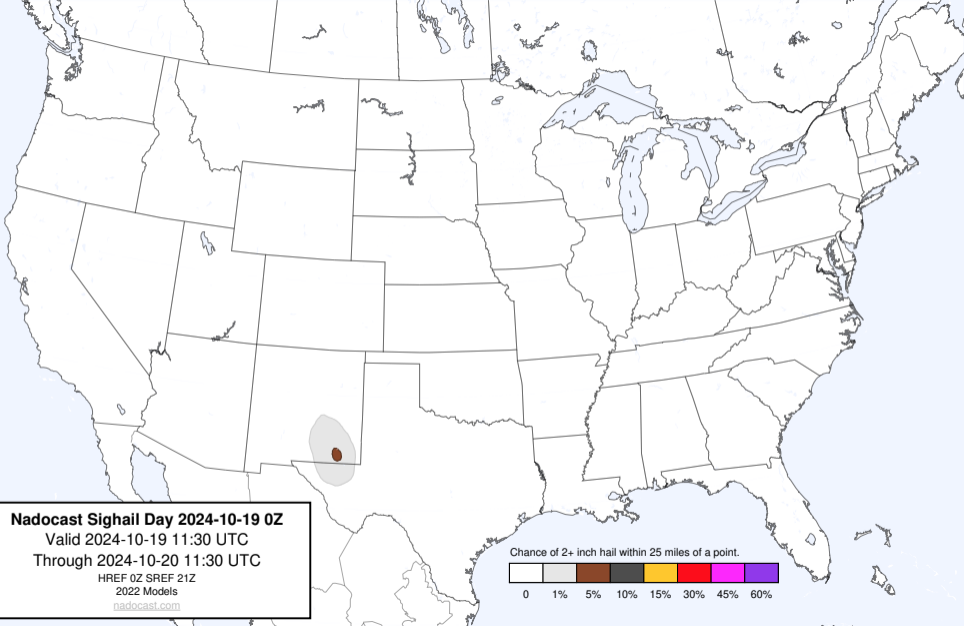 Nadocast Sighail Day 2024-10-19 0Z
Valid 2024-10-19 11:30 UTC
Through 2024-10-20 11:30 UTC
HREF 0Z SREF 21Z
2022 Models
nadocast.com
Chance of 2+ inch hail within 25 miles of a point.
0 1% 5% 10% 15% 30% 45% 60%